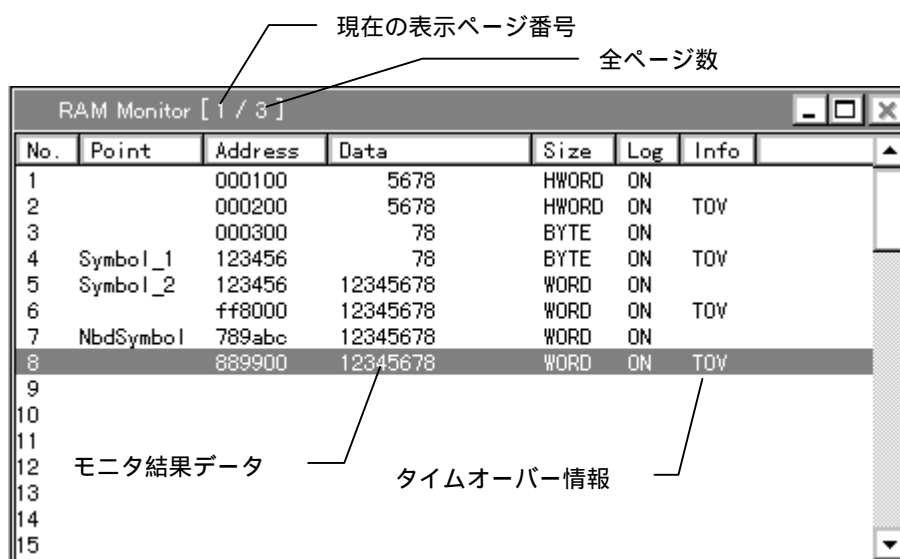 現在の表示ページ番号
全ページ数
RAM Monitor [ 1 / 3 ]
No. Point Address Data Size Log Info
1 000100 5678 HWORD ON
2 000200 5678 HWORD ON TOV
3 000300 78 BYTE ON
4 Symbol_1 123456 78 BYTE ON TOV
5 Symbol_2 123456 12345678 WORD ON
6 ff8000 12345678 WORD ON TOV
7 NbdSymbol 789abc 12345678 WORD ON
8 889900 12345678 WORD ON TOV
9
10
11
12 モニタ結果データ タイムオーバー情報
13
14
15